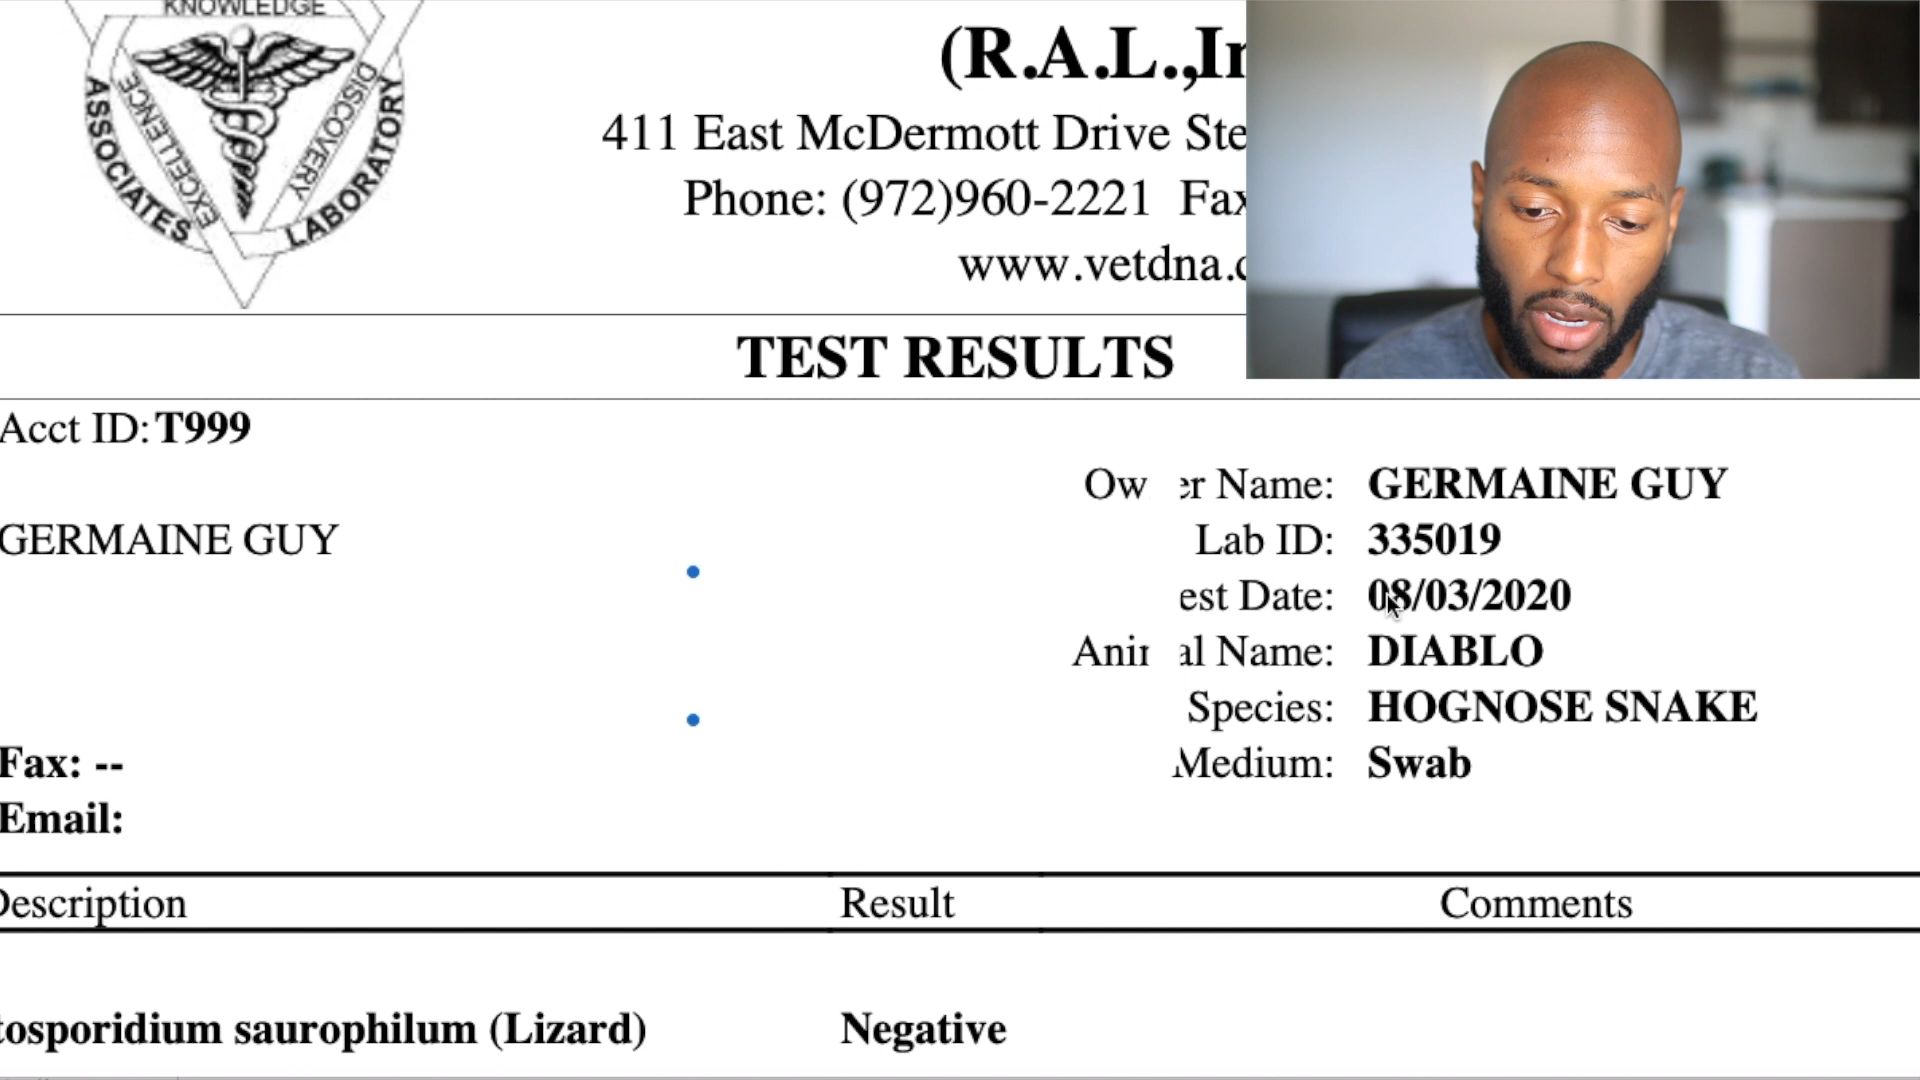 KNOWLEDGE
ASSOCIATES
EXCELLENCE
DISCOVERY
LABORATORY
(R.A.L.,In
411 East McDermott Drive Ste
Phone: (972)960-2221 Fax
www.vetdna.c
TEST RESULTS
Acct ID: T999
Ow er Name: GERMAINE GUY
GERMAINE GUY
Lab ID: 335019
est Date: 08/03/2020
Anin al Name: DIABLO
Species: HOGNOSE SNAKE
Fax: --
Medium: Swab
Email:
Description Result Comments
tosporidium saurophilum (Lizard) Negative